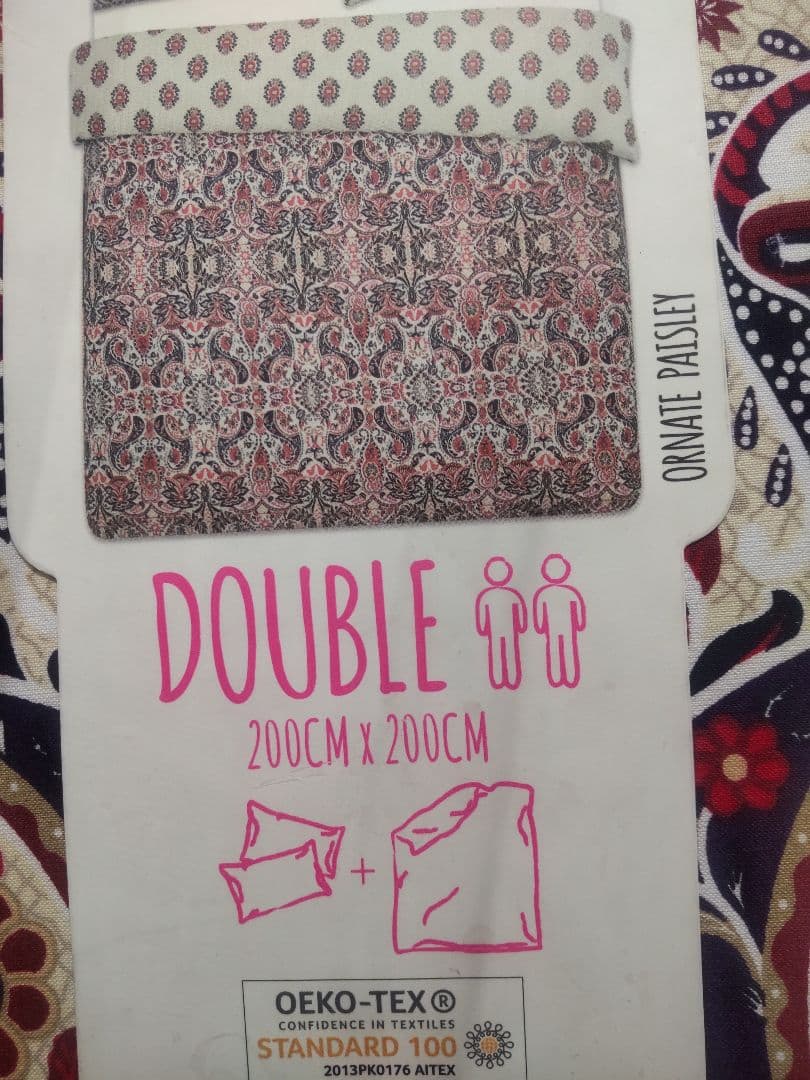 ORNATE PAISLEY
DOUBLE
200CM x 200CM
+
OEKO-TEX®
CONFIDENCE IN TEXTILES
STANDARD 100
2013PK0176 AITEX